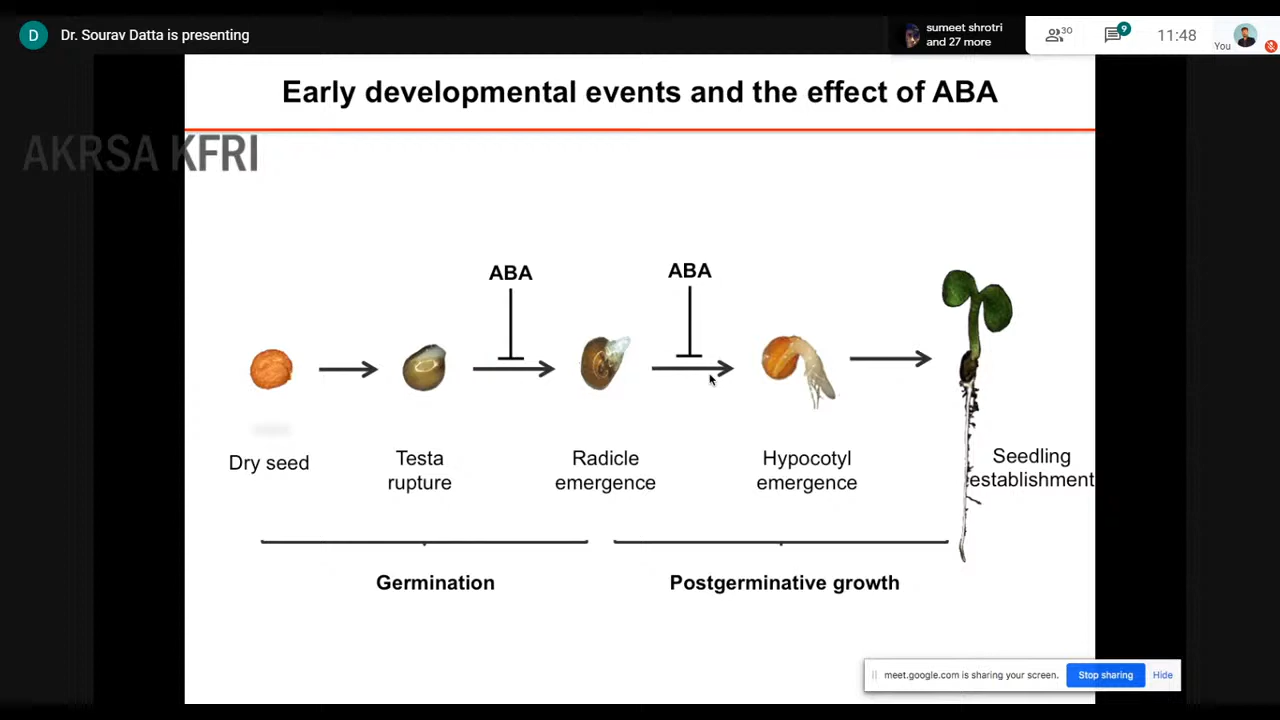 D
Dr. Sourav Datta is presenting
sumeet shrotri
and 27 more
30
9
11:48
You
Early developmental events and the effect of ABA
AKRSA KFRI
ABA
ABA
Dry seed
Testa
rupture
Radicle
emergence
Hypocotyl
emergence
Seedling
establishment
Germination
Postgerminative growth
meet.google.com is sharing your screen.
Stop sharing
Hide